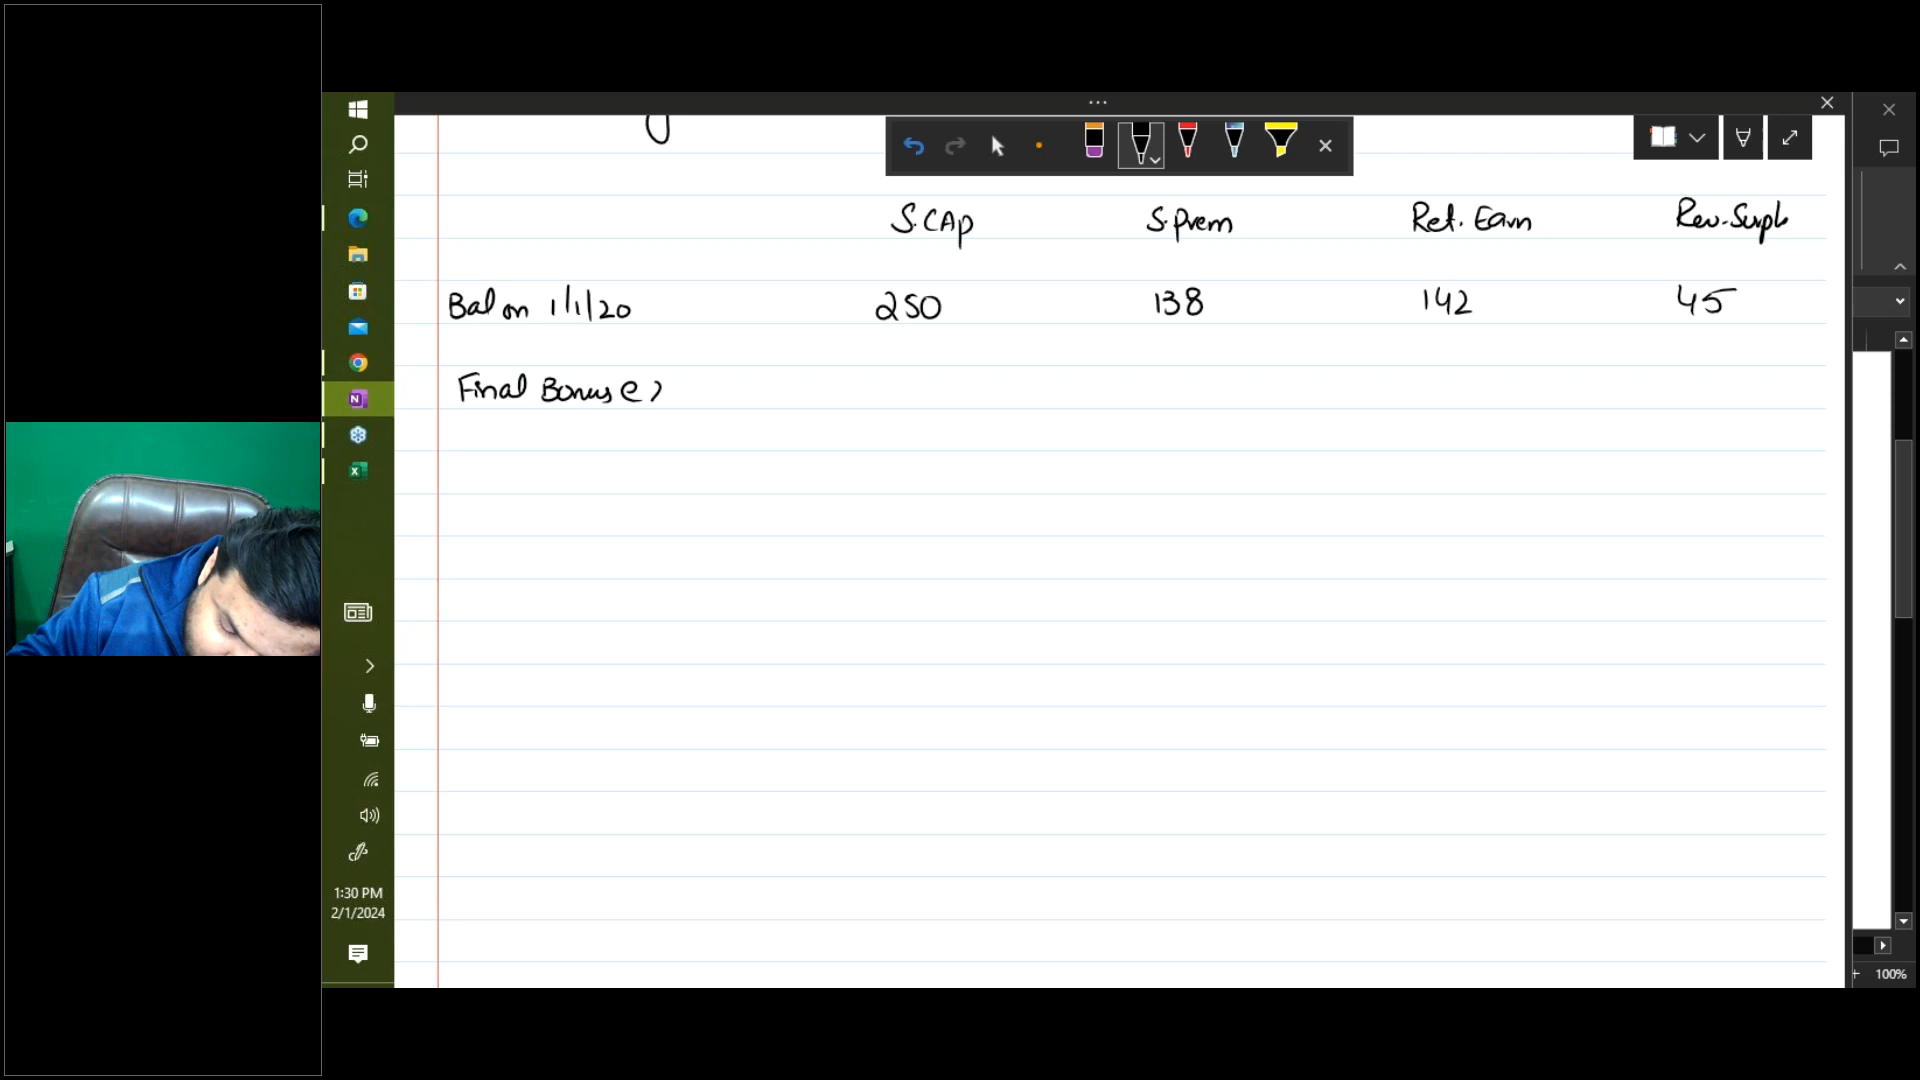 S.CAp S.Prem Ret. Earn Rev.Surpls
Bal on 1/1/20 250 138 142 45
Final Bonus @
1:30 PM
2/1/2024
100%